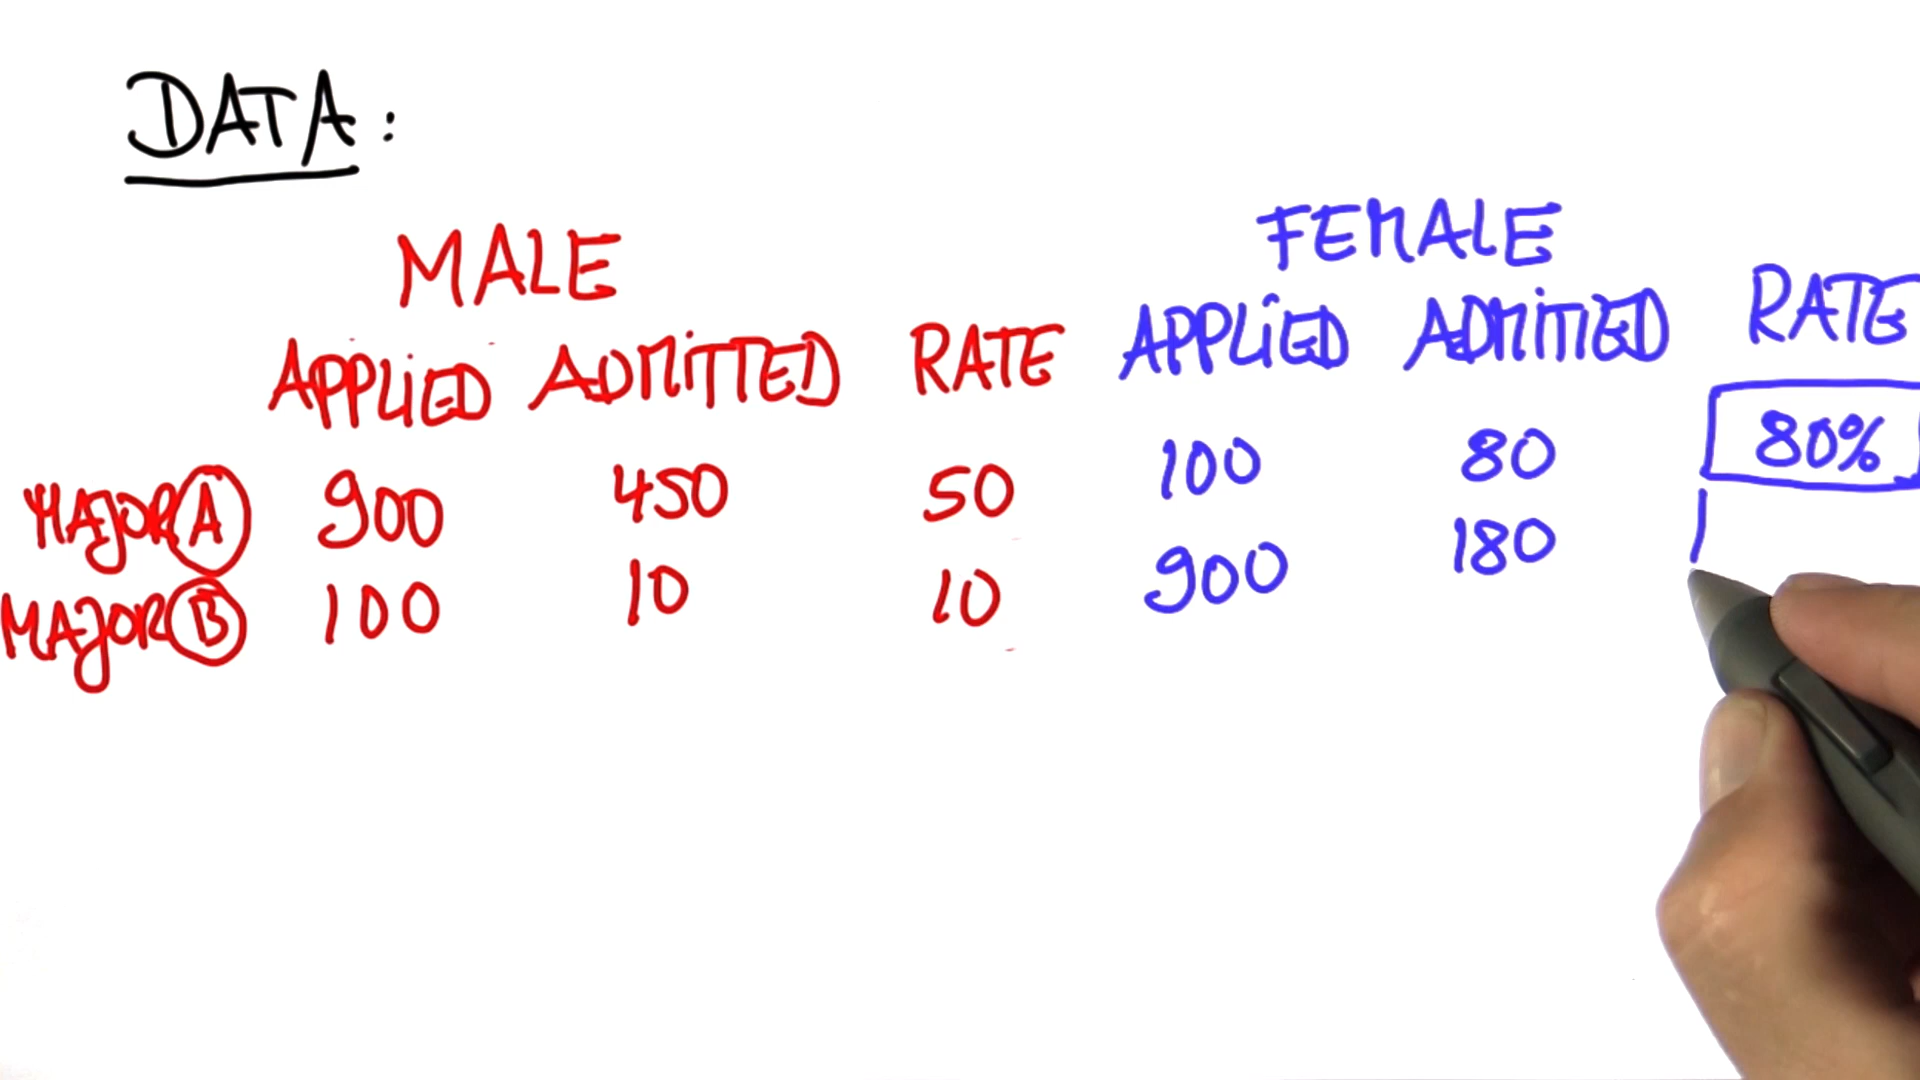 DATA:
MALE FEMALE
APPLIED ADMITTED RATE APPLIED ADMITTED RATE
MAJOR A 900 450 50 100 80 80%
MAJOR B 100 10 10 900 180